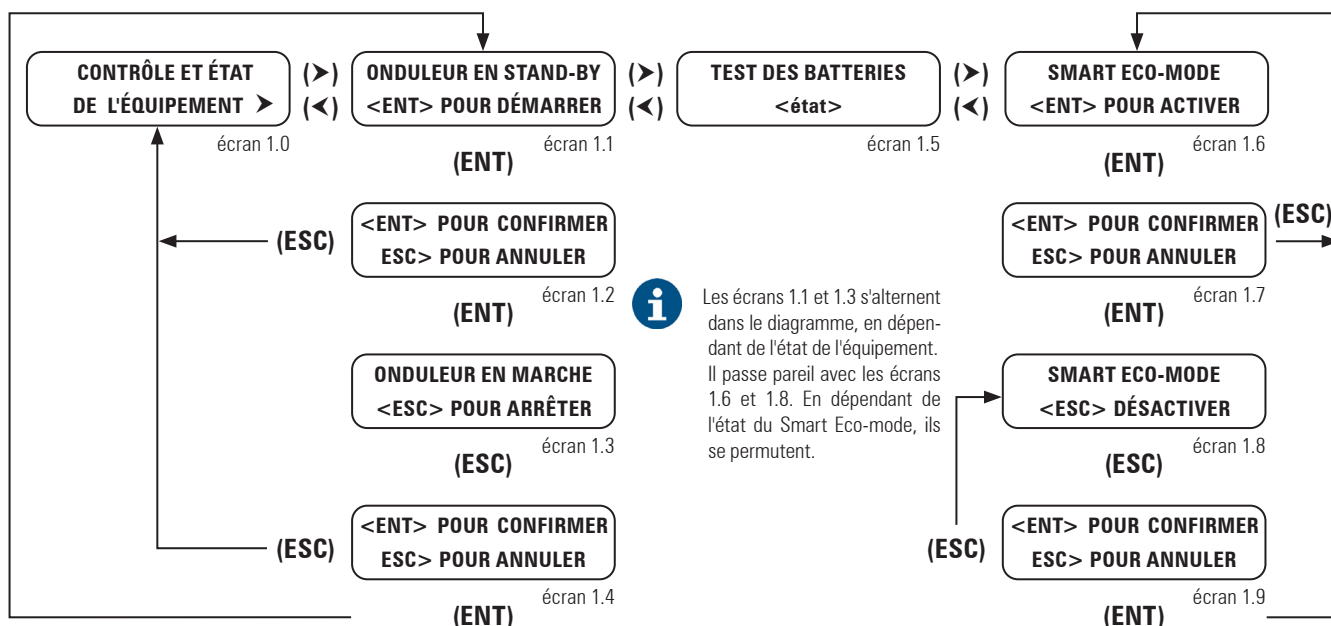 CONTRÔLE ET ÉTAT
DE L'ÉQUIPEMENT ➤
écran 1.0
(➤)
(⮜)
ONDULEUR EN STAND-BY
<ENT> POUR DÉMARRER
écran 1.1
(ENT)
(➤)
(⮜)
TEST DES BATTERIES
<état>
écran 1.5
(➤)
(⮜)
SMART ECO-MODE
<ENT> POUR ACTIVER
écran 1.6
(ENT)
(ESC)
<ENT> POUR CONFIRMER
ESC> POUR ANNULER
écran 1.2
(ENT)
<ENT> POUR CONFIRMER
ESC> POUR ANNULER
(ESC)
écran 1.7
(ENT)
i
Les écrans 1.1 et 1.3 s'alternent
dans le diagramme, en dépen-
dant de l'état de l'équipement.
Il passe pareil avec les écrans
1.6 et 1.8. En dépendant de
l'état du Smart Eco-mode, ils
se permutent.
ONDULEUR EN MARCHE
<ESC> POUR ARRÊTER
écran 1.3
(ESC)
SMART ECO-MODE
<ESC> DÉSACTIVER
écran 1.8
(ESC)
(ESC)
<ENT> POUR CONFIRMER
ESC> POUR ANNULER
écran 1.4
(ENT)
(ESC)
<ENT> POUR CONFIRMER
ESC> POUR ANNULER
écran 1.9
(ENT)